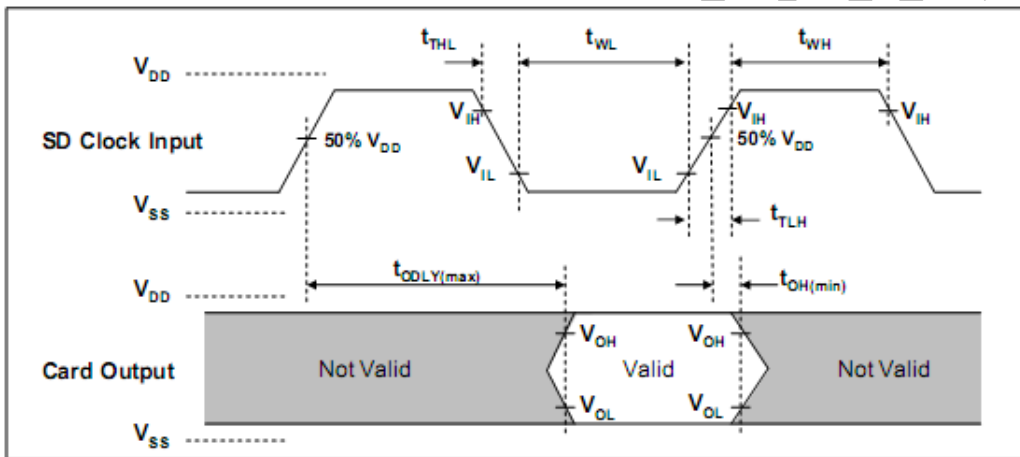 tTHL tWL tWH
VDD
VIH VIH VIH
SD Clock Input 50% VDD 50% VDD
VIL VIL
VSS
tTLH
tODLY(max) tOH(min)
VDD
VOH VOH
Card Output Not Valid Valid Not Valid
VOL VOL
VSS